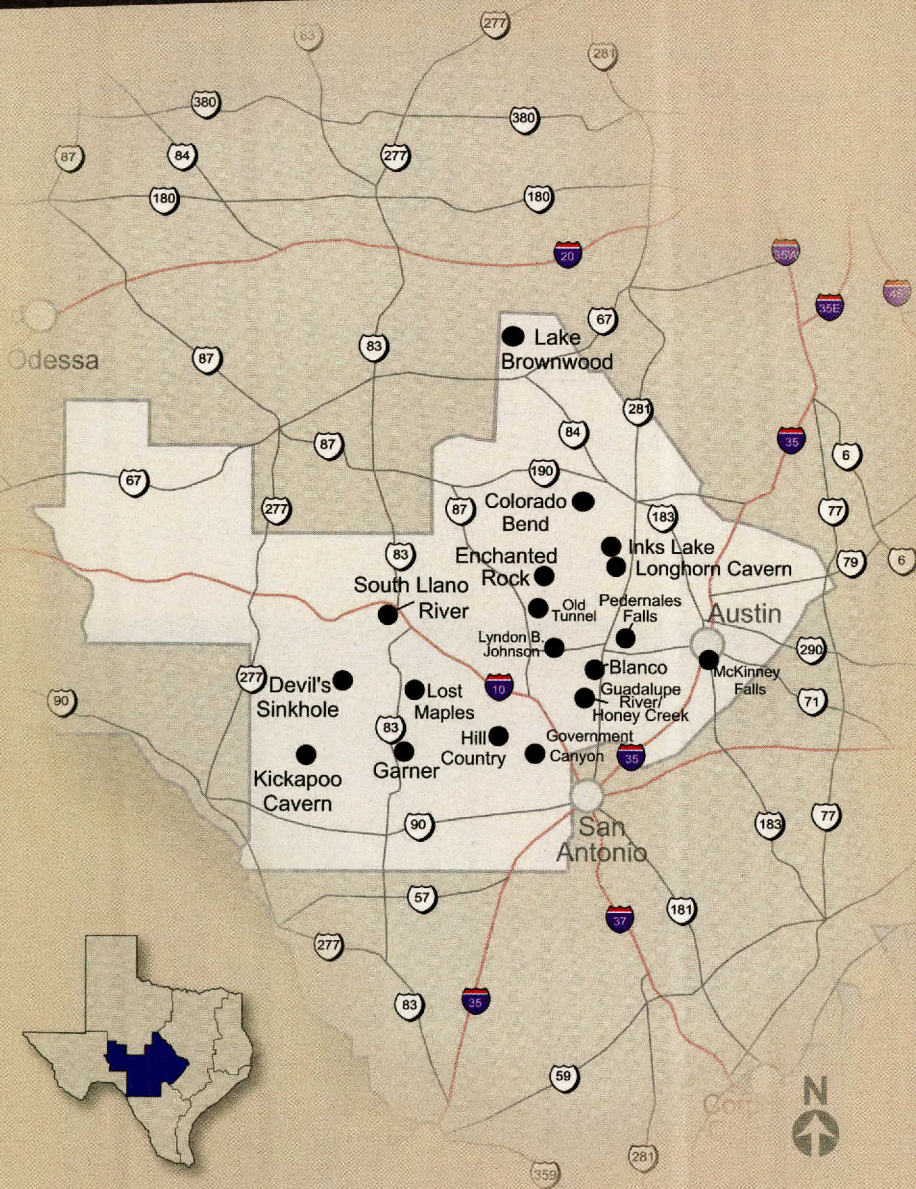 83
277
281
380
380
87
84
277
180
180
20
35W
45
35E
Odessa
87
83
67
Lake
Brownwood
281
84
87
35
6
67
190
277
87
Colorado
Bend
183
77
83
Inks Lake
79
6
Enchanted
Rock
Longhorn Cavern
South Llano
River
Old
Tunnel
Pedernales
Falls
Austin
Lyndon B.
Johnson
290
277
Devil's
Sinkhole
Blanco
McKinney
Falls
90
10
Lost
Maples
Guadalupe
River/
Honey Creek
71
83
Hill
Country
Government
Canyon
35
Garner
Kickapoo
Cavern
90
San
Antonio
183
77
57
181
37
277
83
35
59
N
281
359